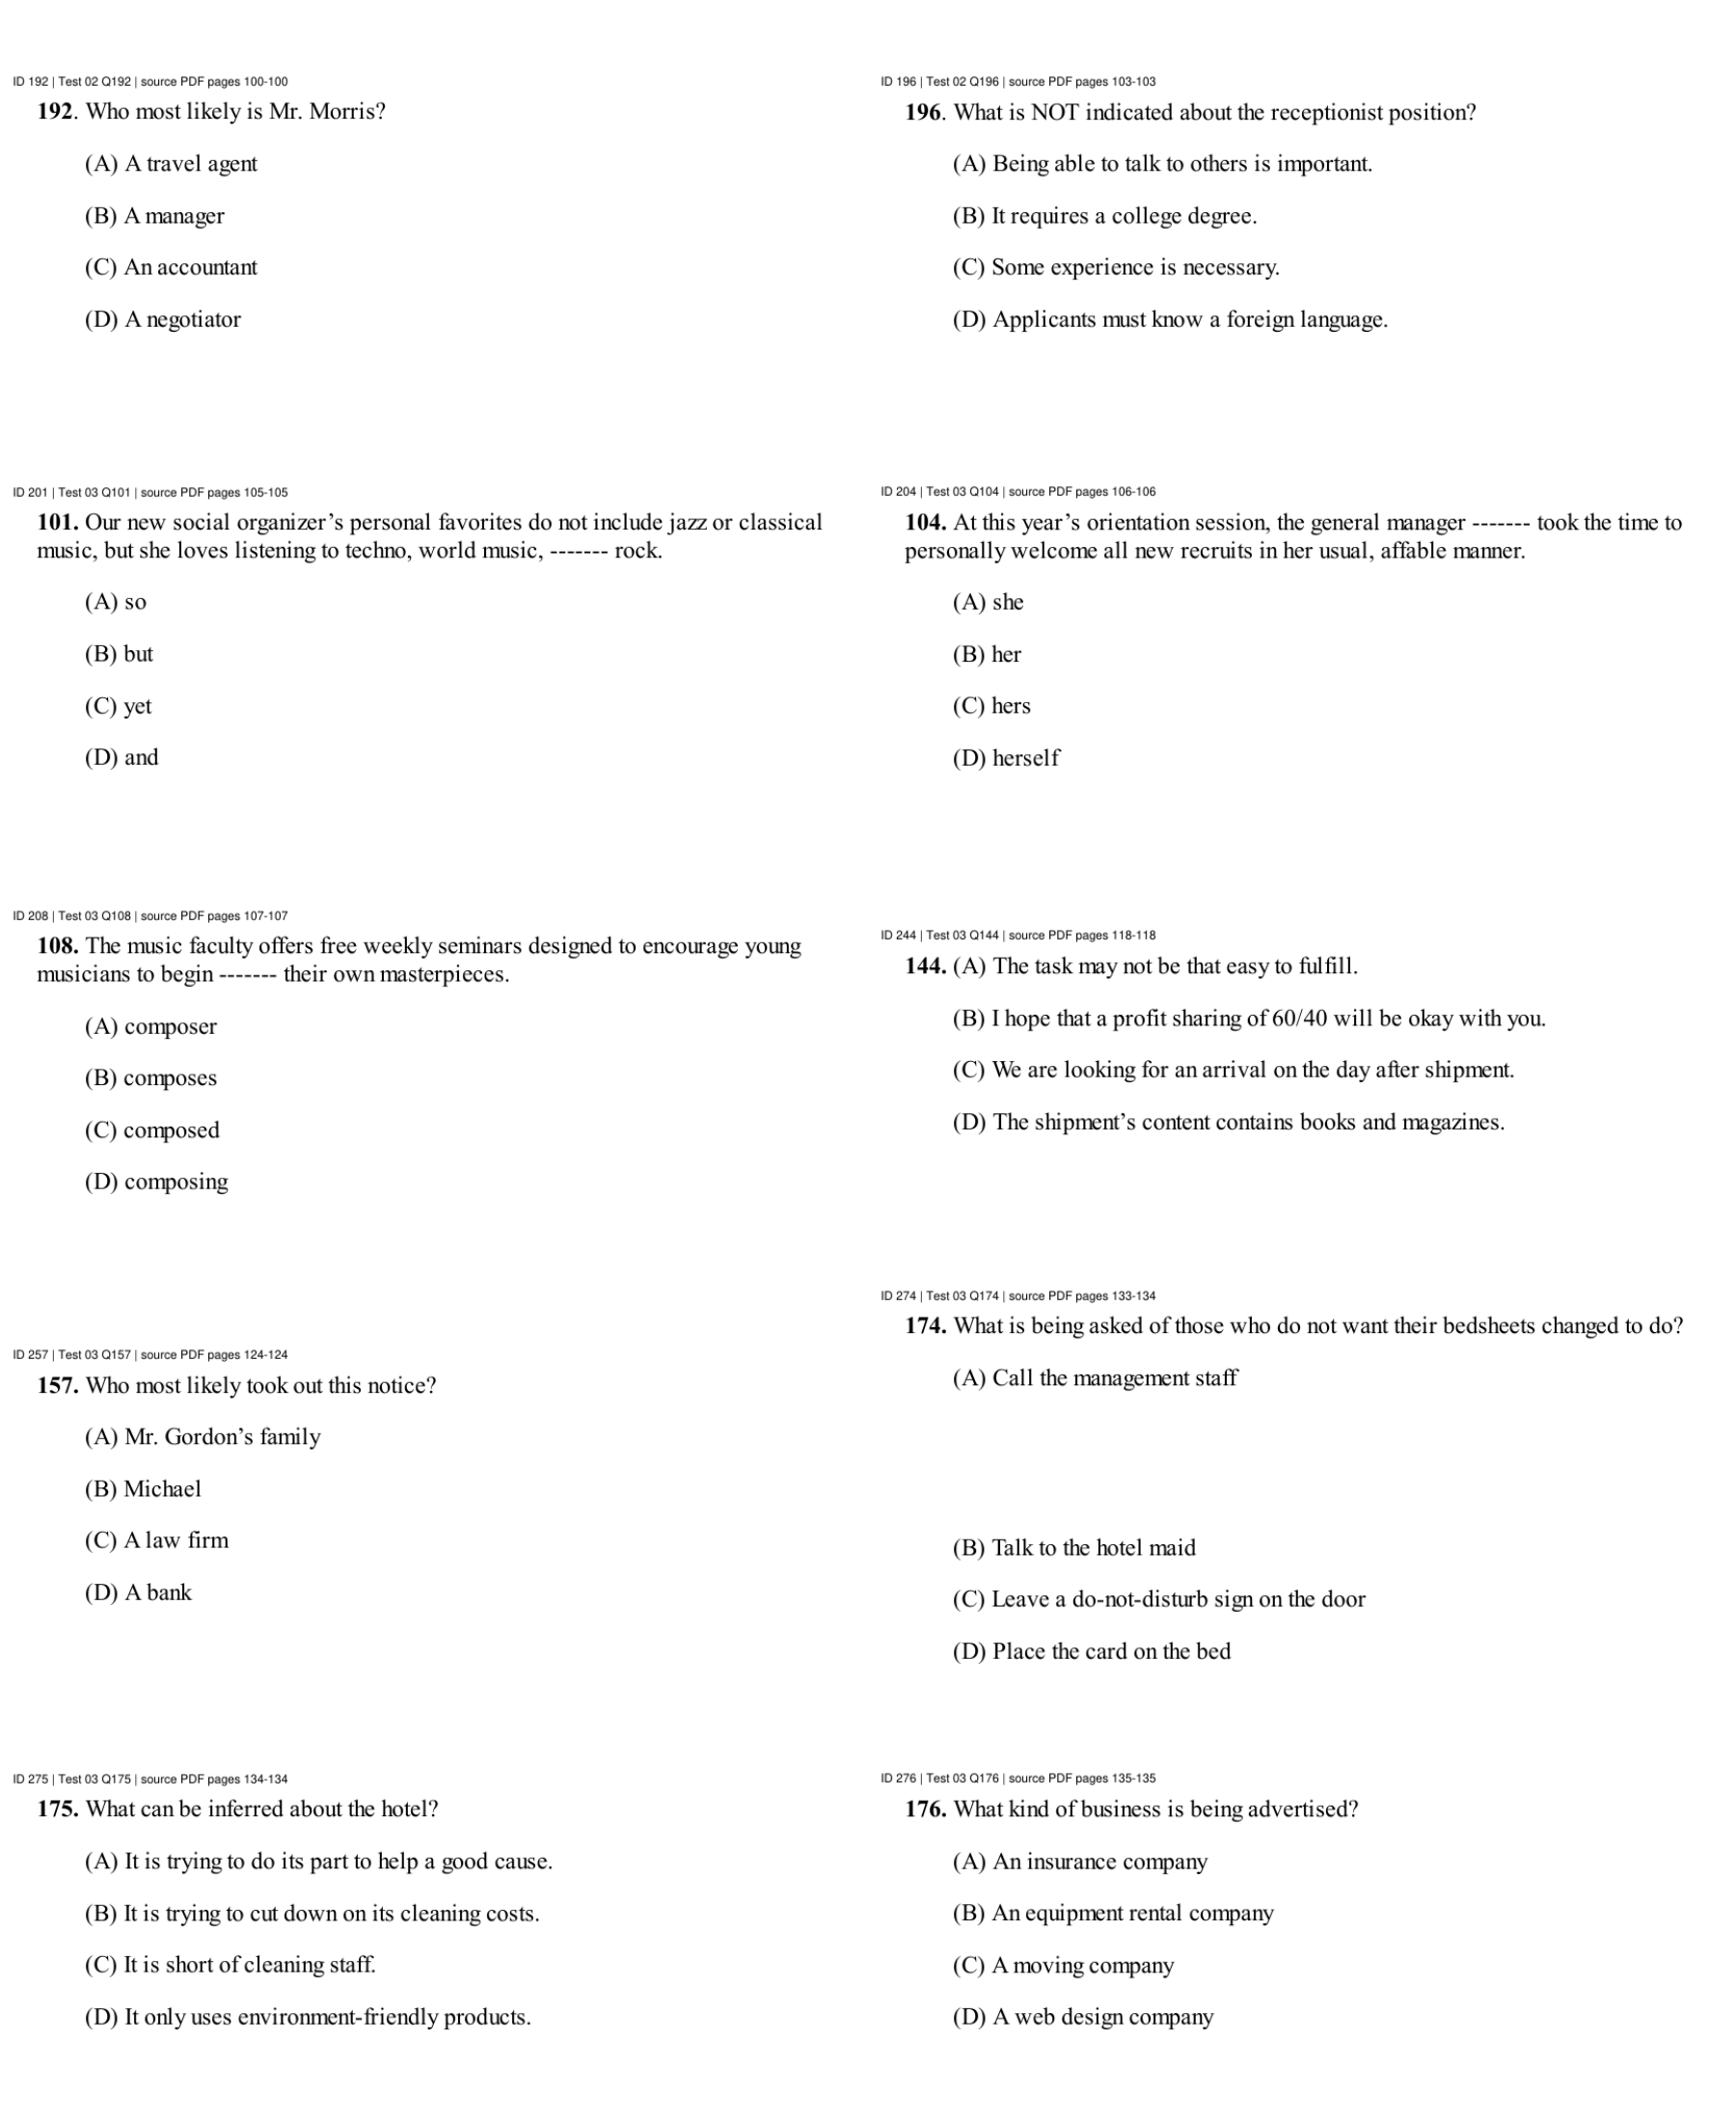 ID 192 | Test 02 Q192 | source PDF pages 100-100
192. Who most likely is Mr. Morris?
(A) A travel agent
(B) A manager
(C) An accountant
(D) A negotiator
ID 196 | Test 02 Q196 | source PDF pages 103-103
196. What is NOT indicated about the receptionist position?
(A) Being able to talk to others is important.
(B) It requires a college degree.
(C) Some experience is necessary.
(D) Applicants must know a foreign language.
ID 201 | Test 03 Q101 | source PDF pages 105-105
101. Our new social organizer’s personal favorites do not include jazz or classical
music, but she loves listening to techno, world music, ------- rock.
(A) so
(B) but
(C) yet
(D) and
ID 204 | Test 03 Q104 | source PDF pages 106-106
104. At this year’s orientation session, the general manager ------- took the time to
personally welcome all new recruits in her usual, affable manner.
(A) she
(B) her
(C) hers
(D) herself
ID 208 | Test 03 Q108 | source PDF pages 107-107
108. The music faculty offers free weekly seminars designed to encourage young
musicians to begin ------- their own masterpieces.
(A) composer
(B) composes
(C) composed
(D) composing
ID 244 | Test 03 Q144 | source PDF pages 118-118
144. (A) The task may not be that easy to fulfill.
(B) I hope that a profit sharing of 60/40 will be okay with you.
(C) We are looking for an arrival on the day after shipment.
(D) The shipment’s content contains books and magazines.
ID 257 | Test 03 Q157 | source PDF pages 124-124
157. Who most likely took out this notice?
(A) Mr. Gordon’s family
(B) Michael
(C) A law firm
(D) A bank
ID 274 | Test 03 Q174 | source PDF pages 133-134
174. What is being asked of those who do not want their bedsheets changed to do?
(A) Call the management staff
(B) Talk to the hotel maid
(C) Leave a do-not-disturb sign on the door
(D) Place the card on the bed
ID 275 | Test 03 Q175 | source PDF pages 134-134
175. What can be inferred about the hotel?
(A) It is trying to do its part to help a good cause.
(B) It is trying to cut down on its cleaning costs.
(C) It is short of cleaning staff.
(D) It only uses environment-friendly products.
ID 276 | Test 03 Q176 | source PDF pages 135-135
176. What kind of business is being advertised?
(A) An insurance company
(B) An equipment rental company
(C) A moving company
(D) A web design company